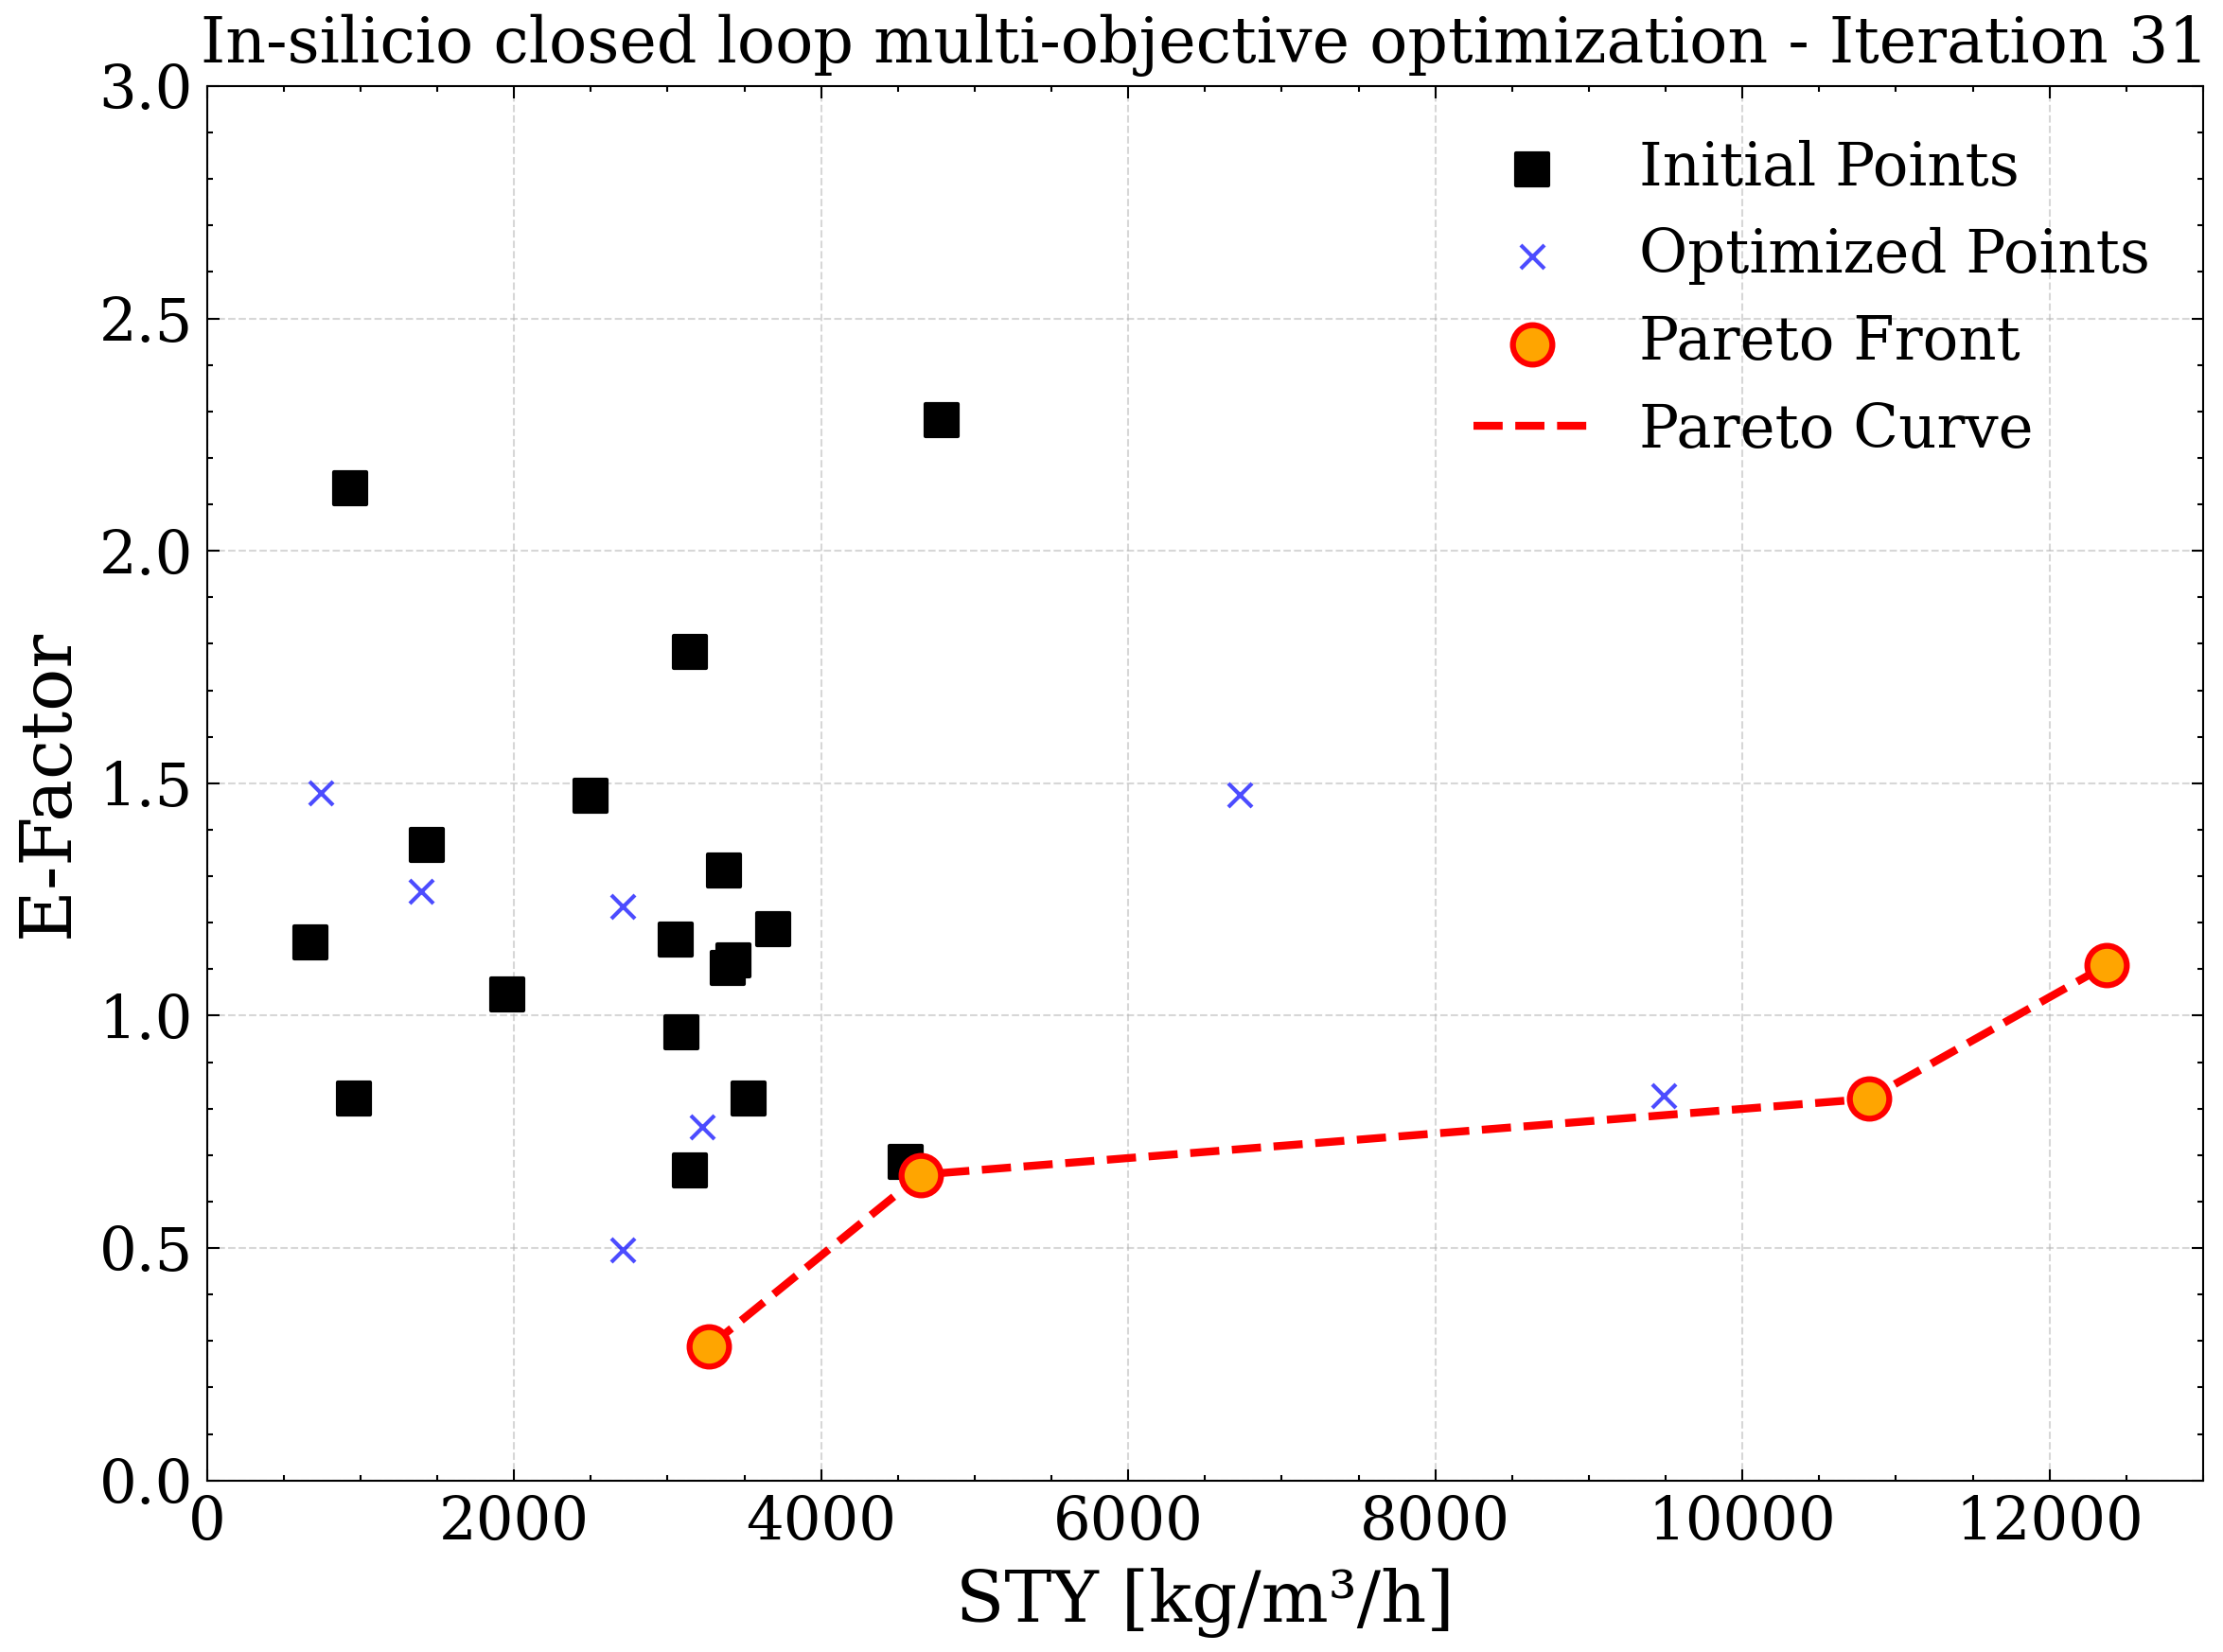 In-silicio closed loop multi-objective optimization - Iteration 31
3.0
2.5
2.0
1.5
1.0
0.5
0.0
E-Factor
Initial Points
Optimized Points
Pareto Front
Pareto Curve
0 2000 4000 6000 8000 10000 12000
STY [kg/m³/h]